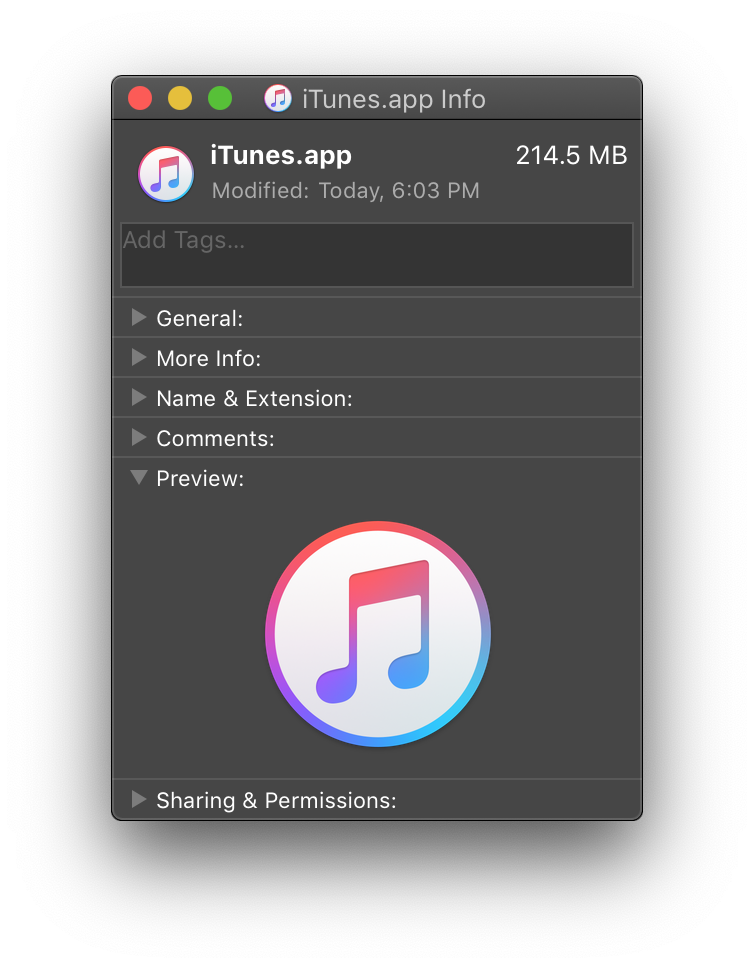 iTunes.app Info
iTunes.app 214.5 MB
Modified: Today, 6:03 PM
Add Tags...
General:
More Info:
Name & Extension:
Comments:
Preview:
Sharing & Permissions: